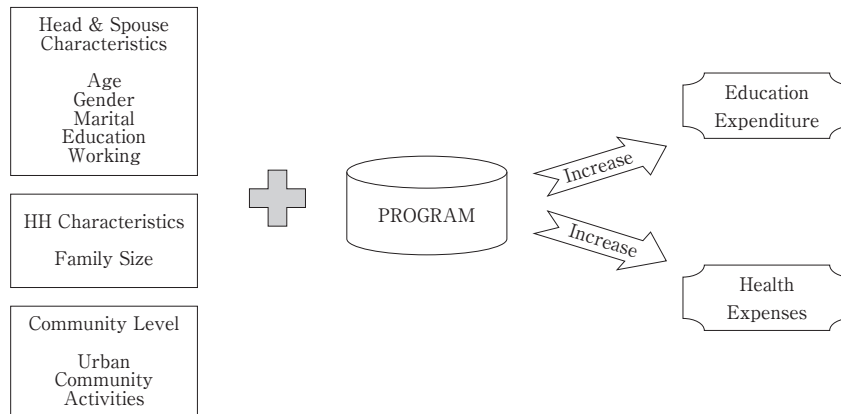 Head & Spouse
Characteristics
Age
Gender
Marital
Education
Working
HH Characteristics
Family Size
Community Level
Urban
Community
Activities
PROGRAM
Increase
Increase
Education
Expenditure
Health
Expenses